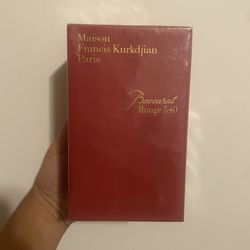 Maison
Francis Kurkdjian
Paris
Baccarat
Rouge 540